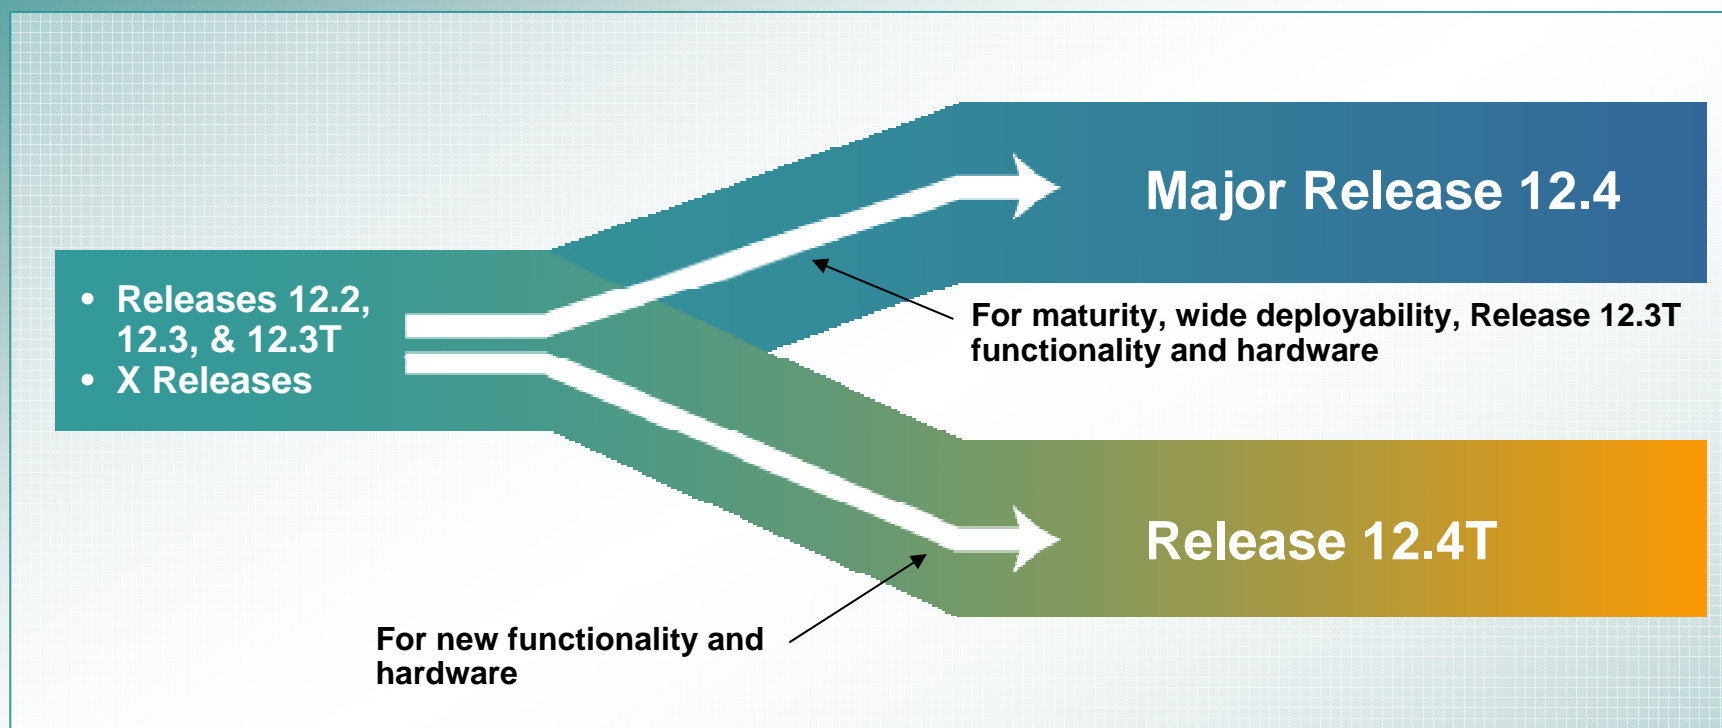 Major Release 12.4
• Releases 12.2,
12.3, & 12.3T
• X Releases
For maturity, wide deployability, Release 12.3T
functionality and hardware
Release 12.4T
For new functionality and
hardware